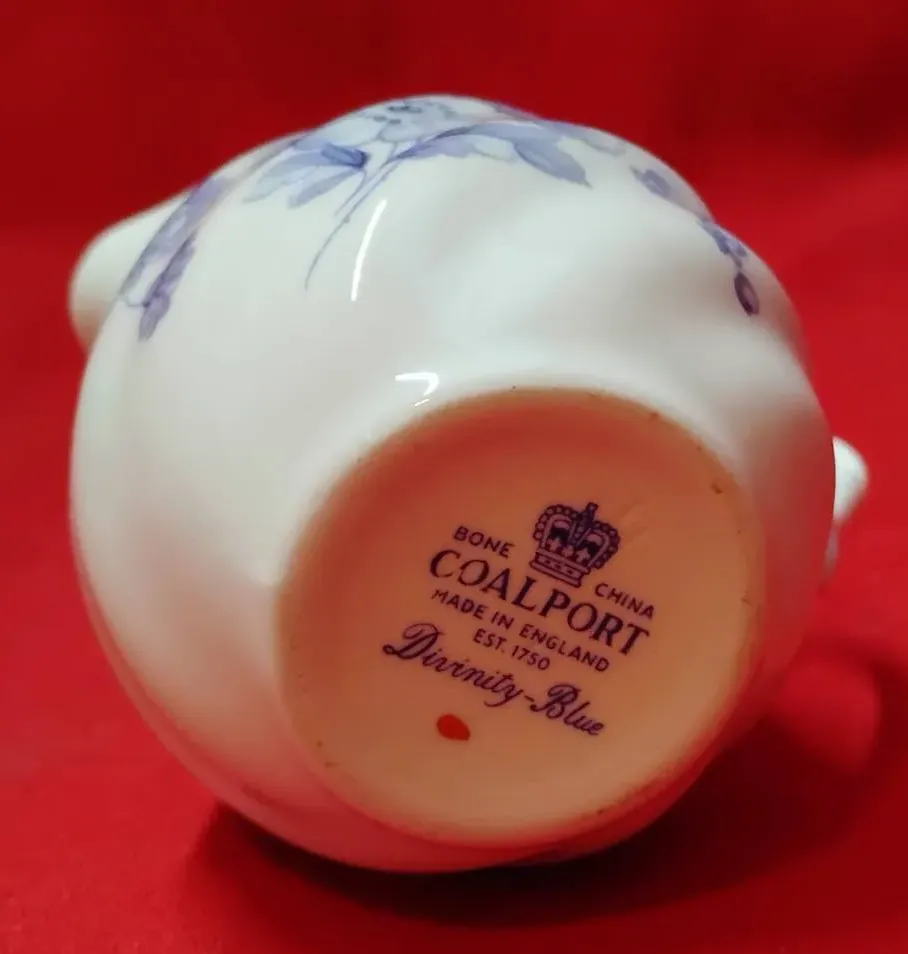 BONE CHINA
COALPORT
MADE IN ENGLAND
EST. 1750
Divinity-Blue